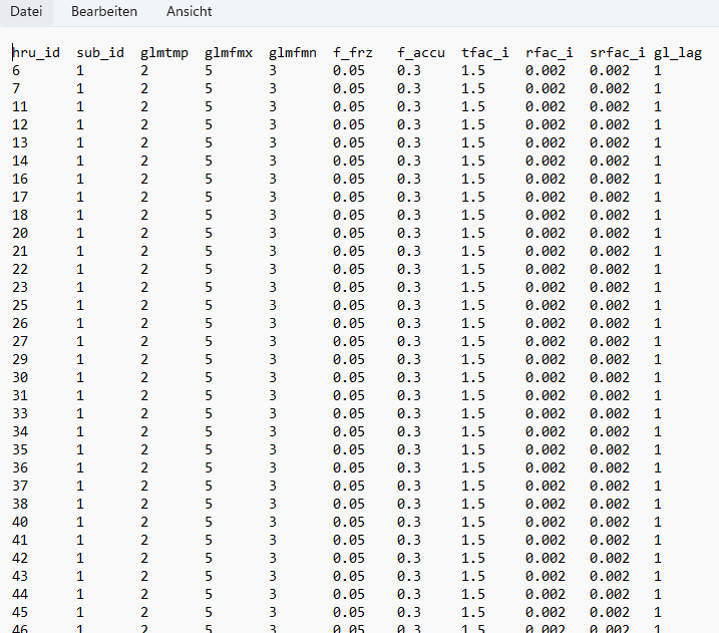 Datei Bearbeiten Ansicht
hru_id sub_id glmtmp glmfmx glmfmn f_frz f_accu tfac_i rfac_i srfac_i gl_lag
6 1 2 5 3 0.05 0.3 1.5 0.002 0.002 1
7 1 2 5 3 0.05 0.3 1.5 0.002 0.002 1
11 1 2 5 3 0.05 0.3 1.5 0.002 0.002 1
12 1 2 5 3 0.05 0.3 1.5 0.002 0.002 1
13 1 2 5 3 0.05 0.3 1.5 0.002 0.002 1
14 1 2 5 3 0.05 0.3 1.5 0.002 0.002 1
16 1 2 5 3 0.05 0.3 1.5 0.002 0.002 1
17 1 2 5 3 0.05 0.3 1.5 0.002 0.002 1
18 1 2 5 3 0.05 0.3 1.5 0.002 0.002 1
20 1 2 5 3 0.05 0.3 1.5 0.002 0.002 1
21 1 2 5 3 0.05 0.3 1.5 0.002 0.002 1
22 1 2 5 3 0.05 0.3 1.5 0.002 0.002 1
23 1 2 5 3 0.05 0.3 1.5 0.002 0.002 1
25 1 2 5 3 0.05 0.3 1.5 0.002 0.002 1
26 1 2 5 3 0.05 0.3 1.5 0.002 0.002 1
27 1 2 5 3 0.05 0.3 1.5 0.002 0.002 1
29 1 2 5 3 0.05 0.3 1.5 0.002 0.002 1
30 1 2 5 3 0.05 0.3 1.5 0.002 0.002 1
31 1 2 5 3 0.05 0.3 1.5 0.002 0.002 1
33 1 2 5 3 0.05 0.3 1.5 0.002 0.002 1
34 1 2 5 3 0.05 0.3 1.5 0.002 0.002 1
35 1 2 5 3 0.05 0.3 1.5 0.002 0.002 1
36 1 2 5 3 0.05 0.3 1.5 0.002 0.002 1
37 1 2 5 3 0.05 0.3 1.5 0.002 0.002 1
38 1 2 5 3 0.05 0.3 1.5 0.002 0.002 1
40 1 2 5 3 0.05 0.3 1.5 0.002 0.002 1
41 1 2 5 3 0.05 0.3 1.5 0.002 0.002 1
42 1 2 5 3 0.05 0.3 1.5 0.002 0.002 1
43 1 2 5 3 0.05 0.3 1.5 0.002 0.002 1
44 1 2 5 3 0.05 0.3 1.5 0.002 0.002 1
45 1 2 5 3 0.05 0.3 1.5 0.002 0.002 1
46 1 2 5 3 0.05 0.3 1.5 0.002 0.002 1